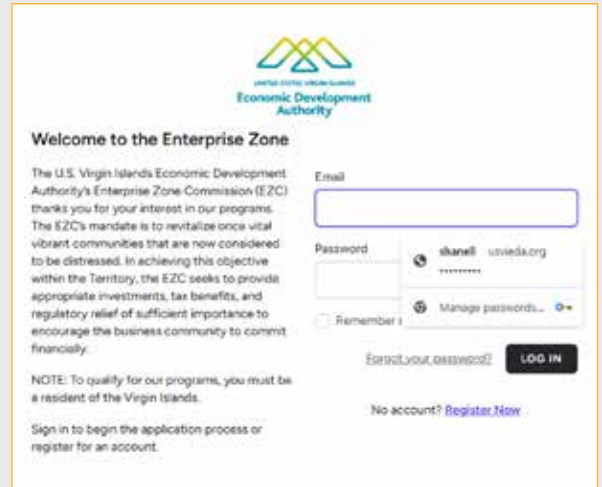 UNITED STATES VIRGIN ISLANDS
Economic Development
Authority
Welcome to the Enterprise Zone
The U.S. Virgin Islands Economic Development
Authority's Enterprise Zone Commission (EZC)
thanks you for your interest in our programs.
The EZC's mandate is to revitalize once vital
vibrant communities that are now considered
to be distressed. In achieving this objective
within the Territory, the EZC seeks to provide
appropriate investments, tax benefits, and
regulatory relief of sufficient importance to
encourage the business community to commit
financially.
NOTE: To qualify for our programs, you must be
a resident of the Virgin Islands.
Sign in to begin the application process or
register for an account.
Email
Password
shanell usvieda.org
•••••••••
Manage passwords...
Remember
Forgot your password?
LOG IN
No account? Register Now